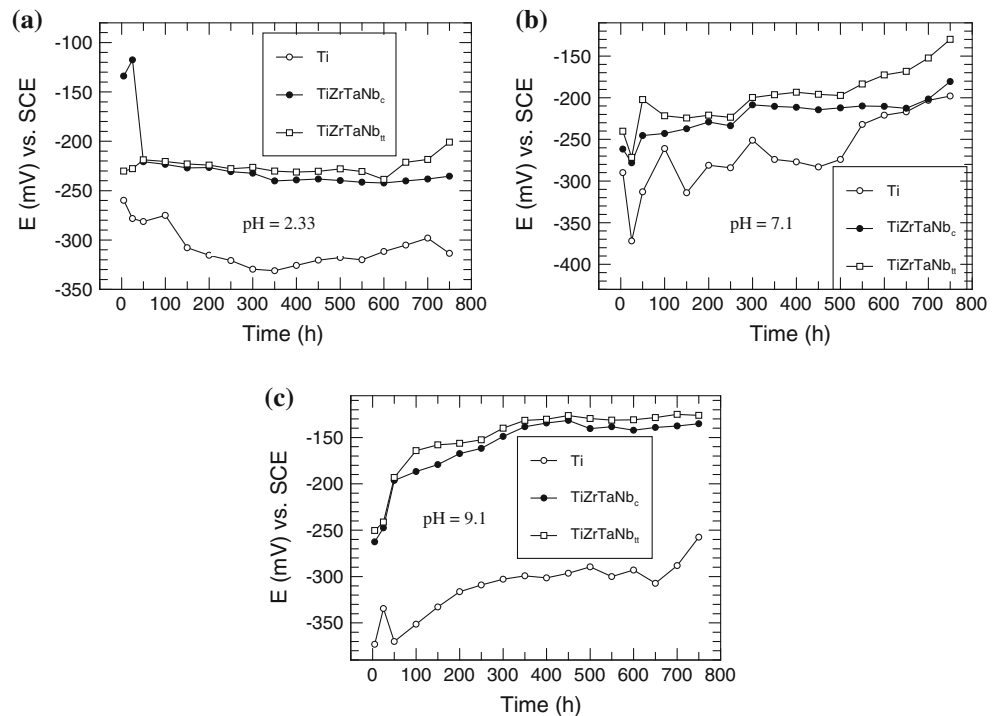 (a)
E (mV) vs. SCE
-100
-150
-200
-250
-300
-350
0 100 200 300 400 500 600 700 800
Time (h)
Ti
TiZrTaNbc
TiZrTaNbtt
pH = 2.33
(b)
E (mV) vs. SCE
-150
-200
-250
-300
-350
-400
0 100 200 300 400 500 600 700 800
Time (h)
pH = 7.1
Ti
TiZrTaNbc
TiZrTaNbtt
(c)
E (mV) vs. SCE
-150
-200
-250
-300
-350
0 100 200 300 400 500 600 700 800
Time (h)
pH = 9.1
Ti
TiZrTaNbc
TiZrTaNbtt